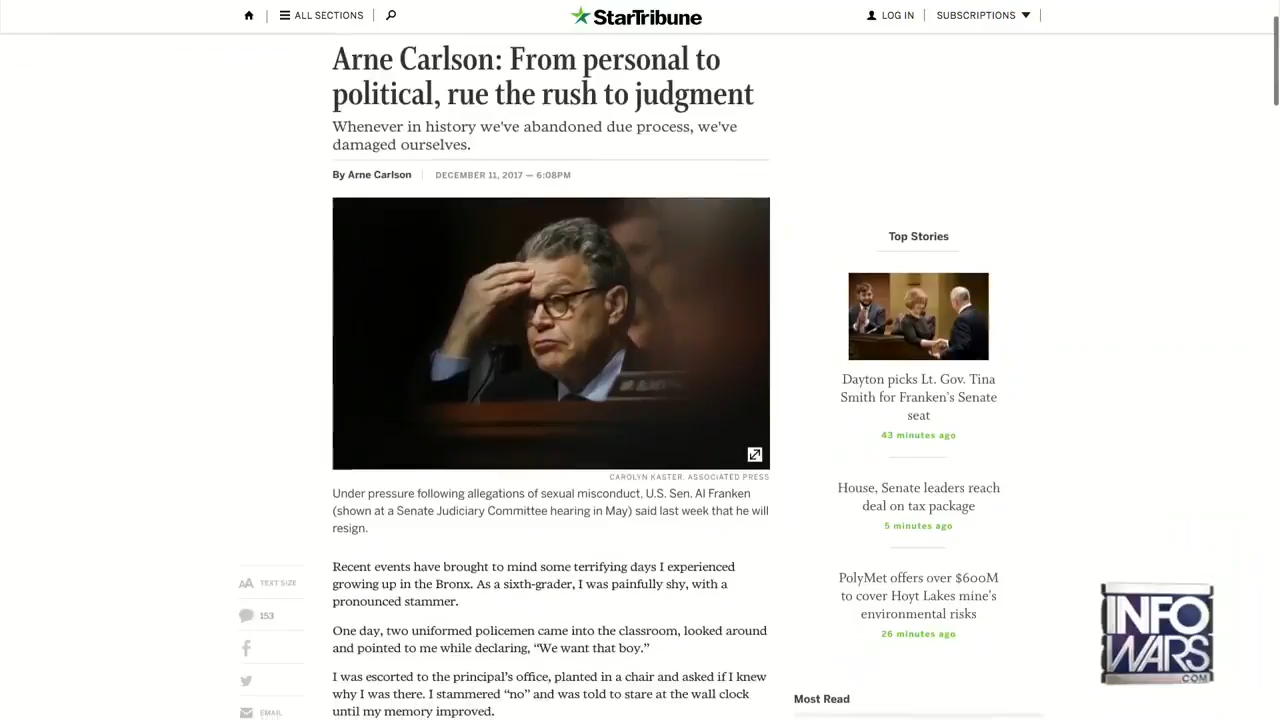 ALL SECTIONS
StarTribune
LOG IN
SUBSCRIPTIONS
Arne Carlson: From personal to
political, rue the rush to judgment
Whenever in history we've abandoned due process, we've
damaged ourselves.
By Arne Carlson
DECEMBER 11, 2017 — 6:08PM
CAROLYN KASTER, ASSOCIATED PRESS
Under pressure following allegations of sexual misconduct, U.S. Sen. Al Franken
(shown at a Senate Judiciary Committee hearing in May) said last week that he will
resign.
AA TEXT SIZE
153
EMAIL
Recent events have brought to mind some terrifying days I experienced
growing up in the Bronx. As a sixth-grader, I was painfully shy, with a
pronounced stammer.
One day, two uniformed policemen came into the classroom, looked around
and pointed to me while declaring, “We want that boy.”
I was escorted to the principal’s office, planted in a chair and asked if I knew
why I was there. I stammered “no” and was told to stare at the wall clock
until my memory improved.
Top Stories
Dayton picks Lt. Gov. Tina
Smith for Franken’s Senate
seat
43 minutes ago
House, Senate leaders reach
deal on tax package
5 minutes ago
PolyMet offers over $600M
to cover Hoyt Lakes mine’s
environmental risks
26 minutes ago
Most Read
INFO
WARS
.COM